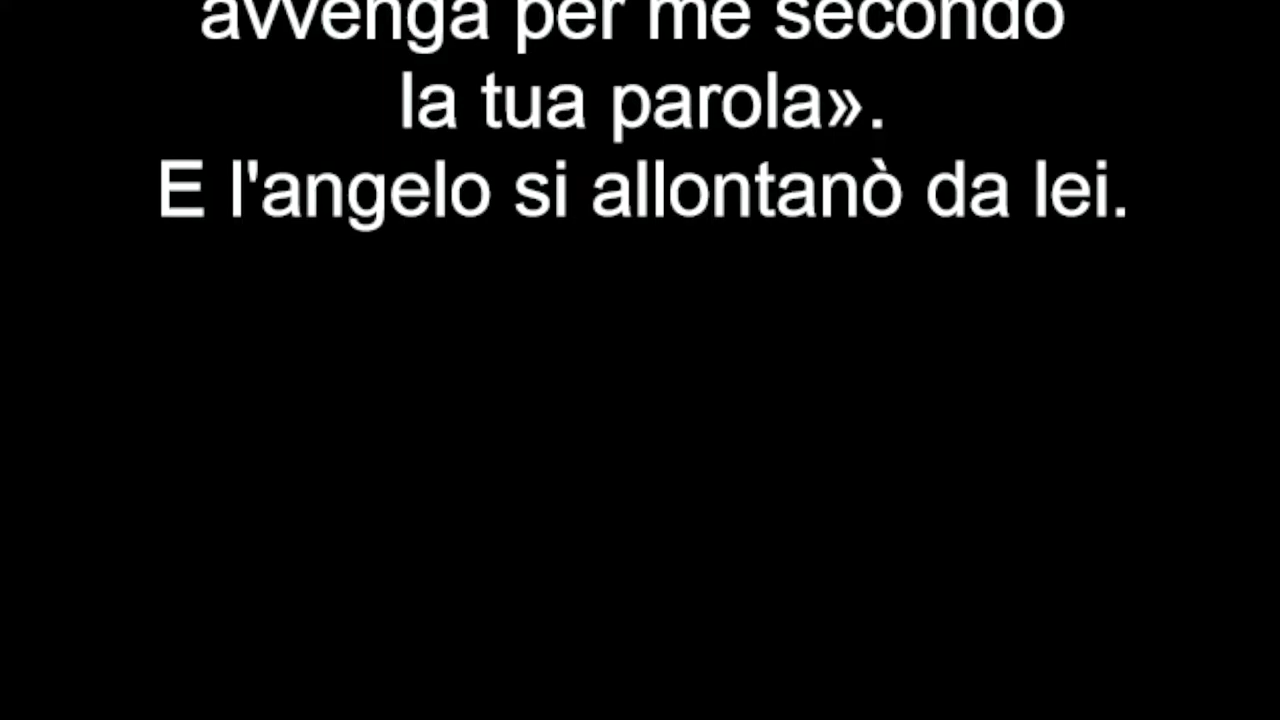 avvenga per me secondo
la tua parola».
E l'angelo si allontanò da lei.